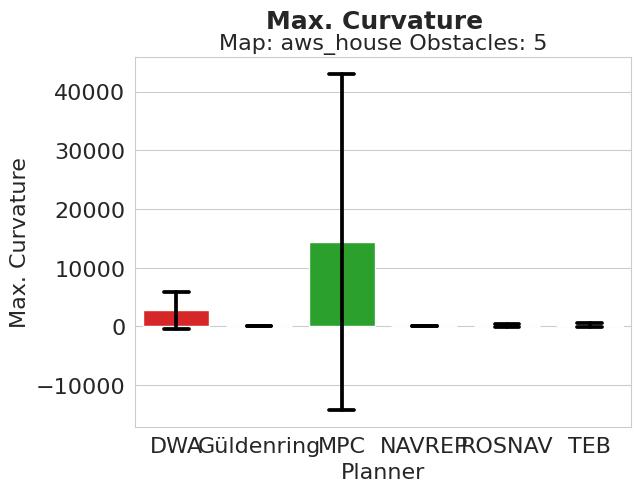 Max. Curvature
Map: aws_house Obstacles: 5
Max. Curvature
40000
30000
20000
10000
0
−10000
DWA Güldenring MPC NAVREP ROSNAV TEB
Planner